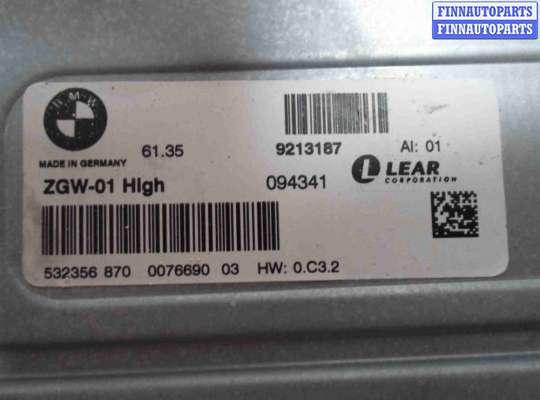 FINNAUTOPARTS
FINNAUTOPARTS
BMW
61.35
9213187
AI: 01
MADE IN GERMANY
ZGW-01 High
094341
LEAR
CORPORATION
532356 870 0076690 03 HW: 0.C3.2